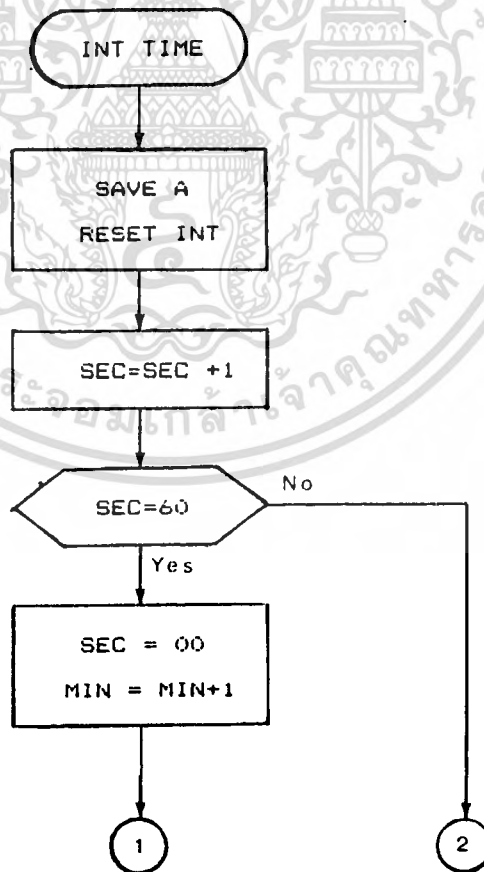 INT TIME
SAVE A
RESET INT
SEC=SEC +1
SEC=60
No
Yes
SEC = 00
MIN = MIN+1
1
2